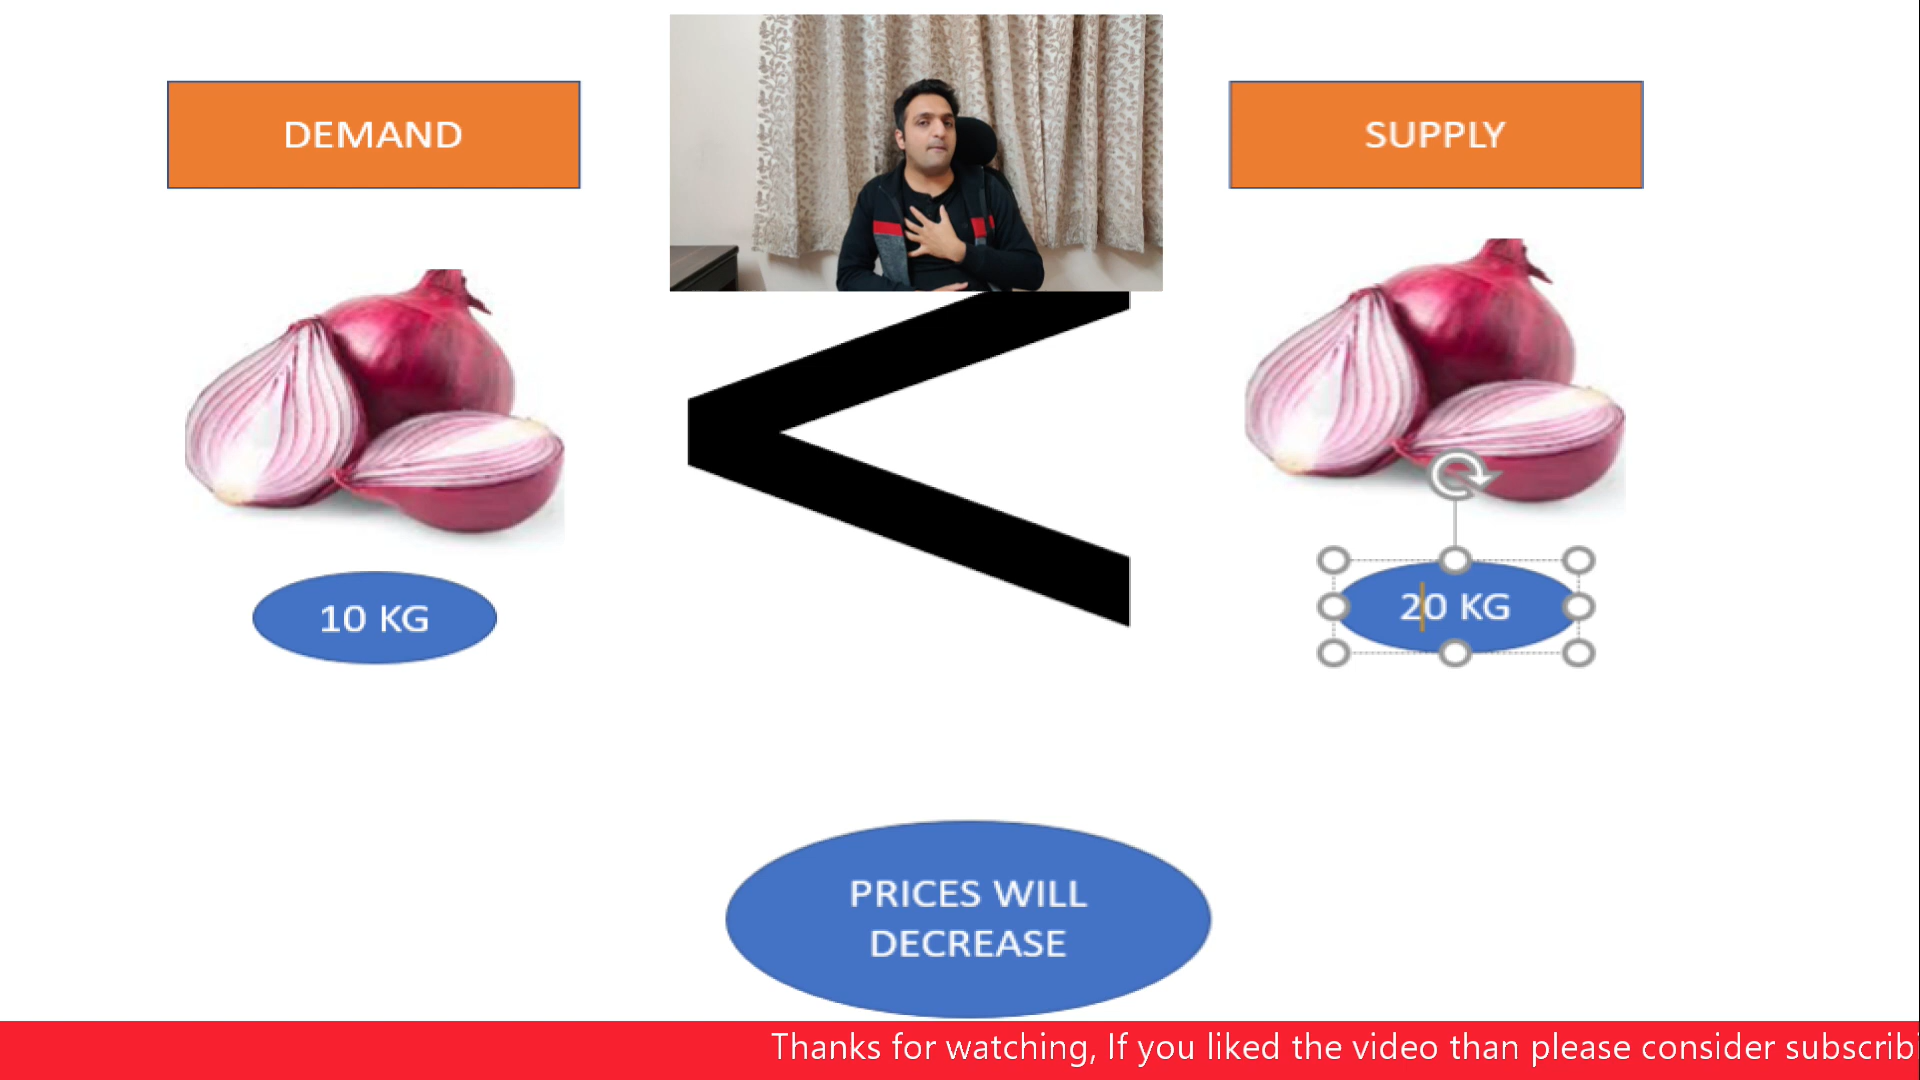 DEMAND
SUPPLY
10 KG
20 KG
PRICES WILL
DECREASE
Thanks for watching, If you liked the video than please consider subscrib